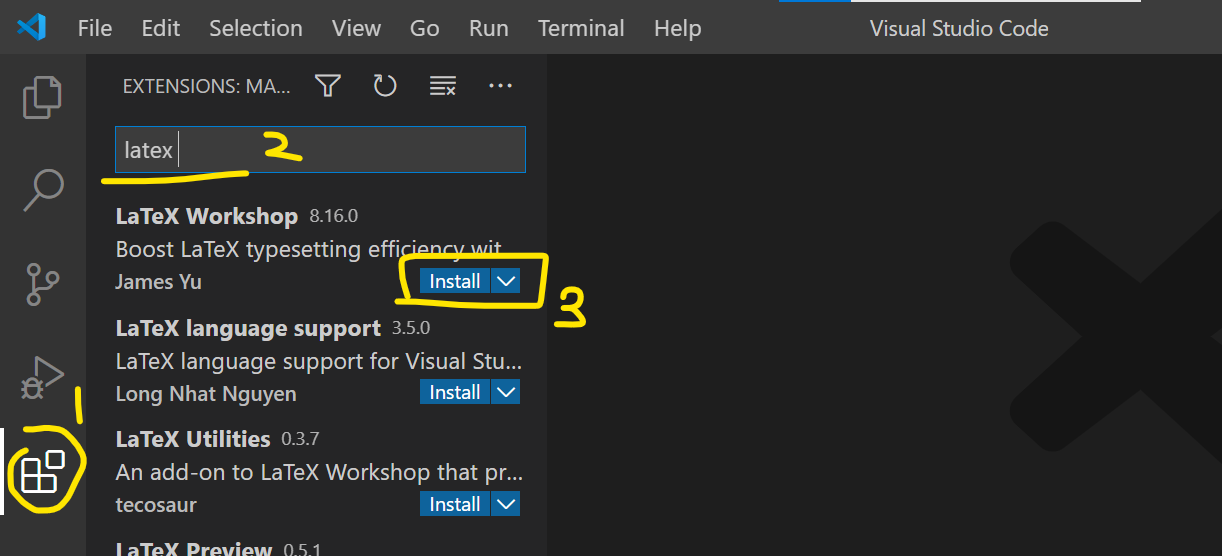 File Edit Selection View Go Run Terminal Help Visual Studio Code
EXTENSIONS: MA...
latex 2
LaTeX Workshop 8.16.0
Boost LaTeX typesetting efficiency wit...
James Yu Install
3
LaTeX language support 3.5.0
LaTeX language support for Visual Stu...
Long Nhat Nguyen Install
1
LaTeX Utilities 0.3.7
An add-on to LaTeX Workshop that pr...
tecosaur Install
LaTeX Preview 0.5.1